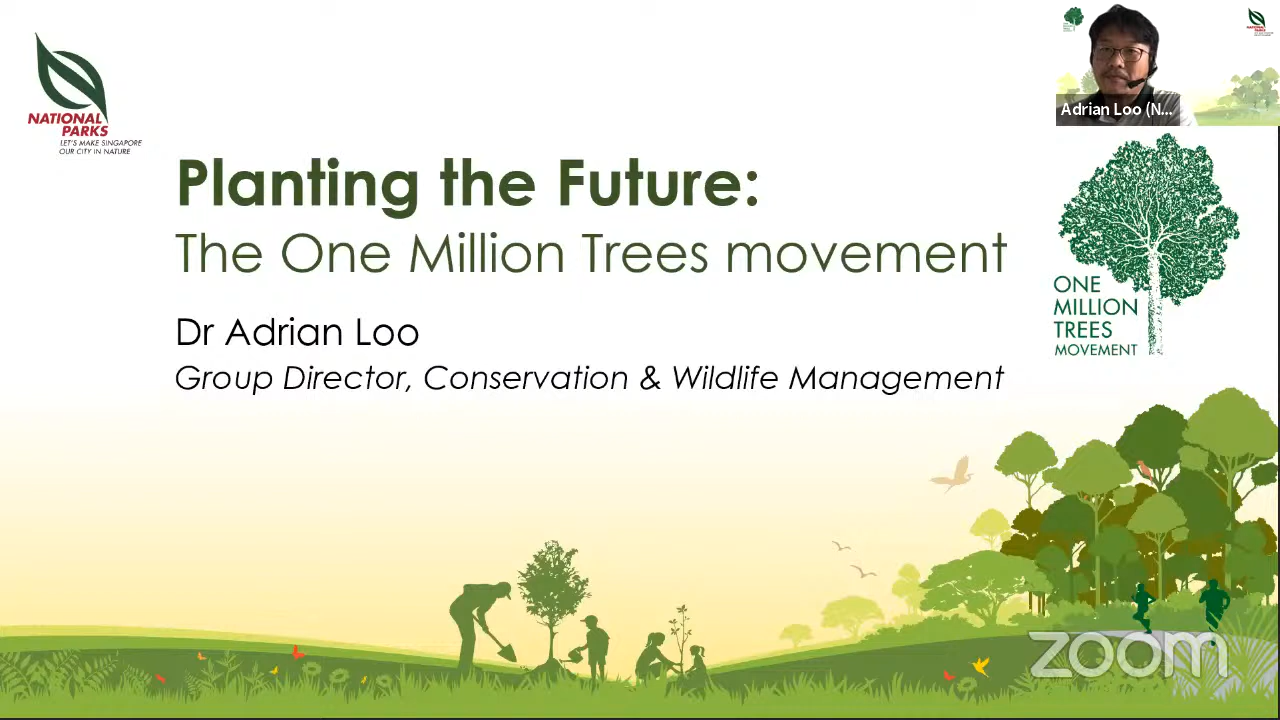 NATIONAL
PARKS
LET'S MAKE SINGAPORE
OUR CITY IN NATURE
Adrian Loo (N...
Planting the Future:
The One Million Trees movement
Dr Adrian Loo
Group Director, Conservation & Wildlife Management
ONE
MILLION
TREES
MOVEMENT
zoom